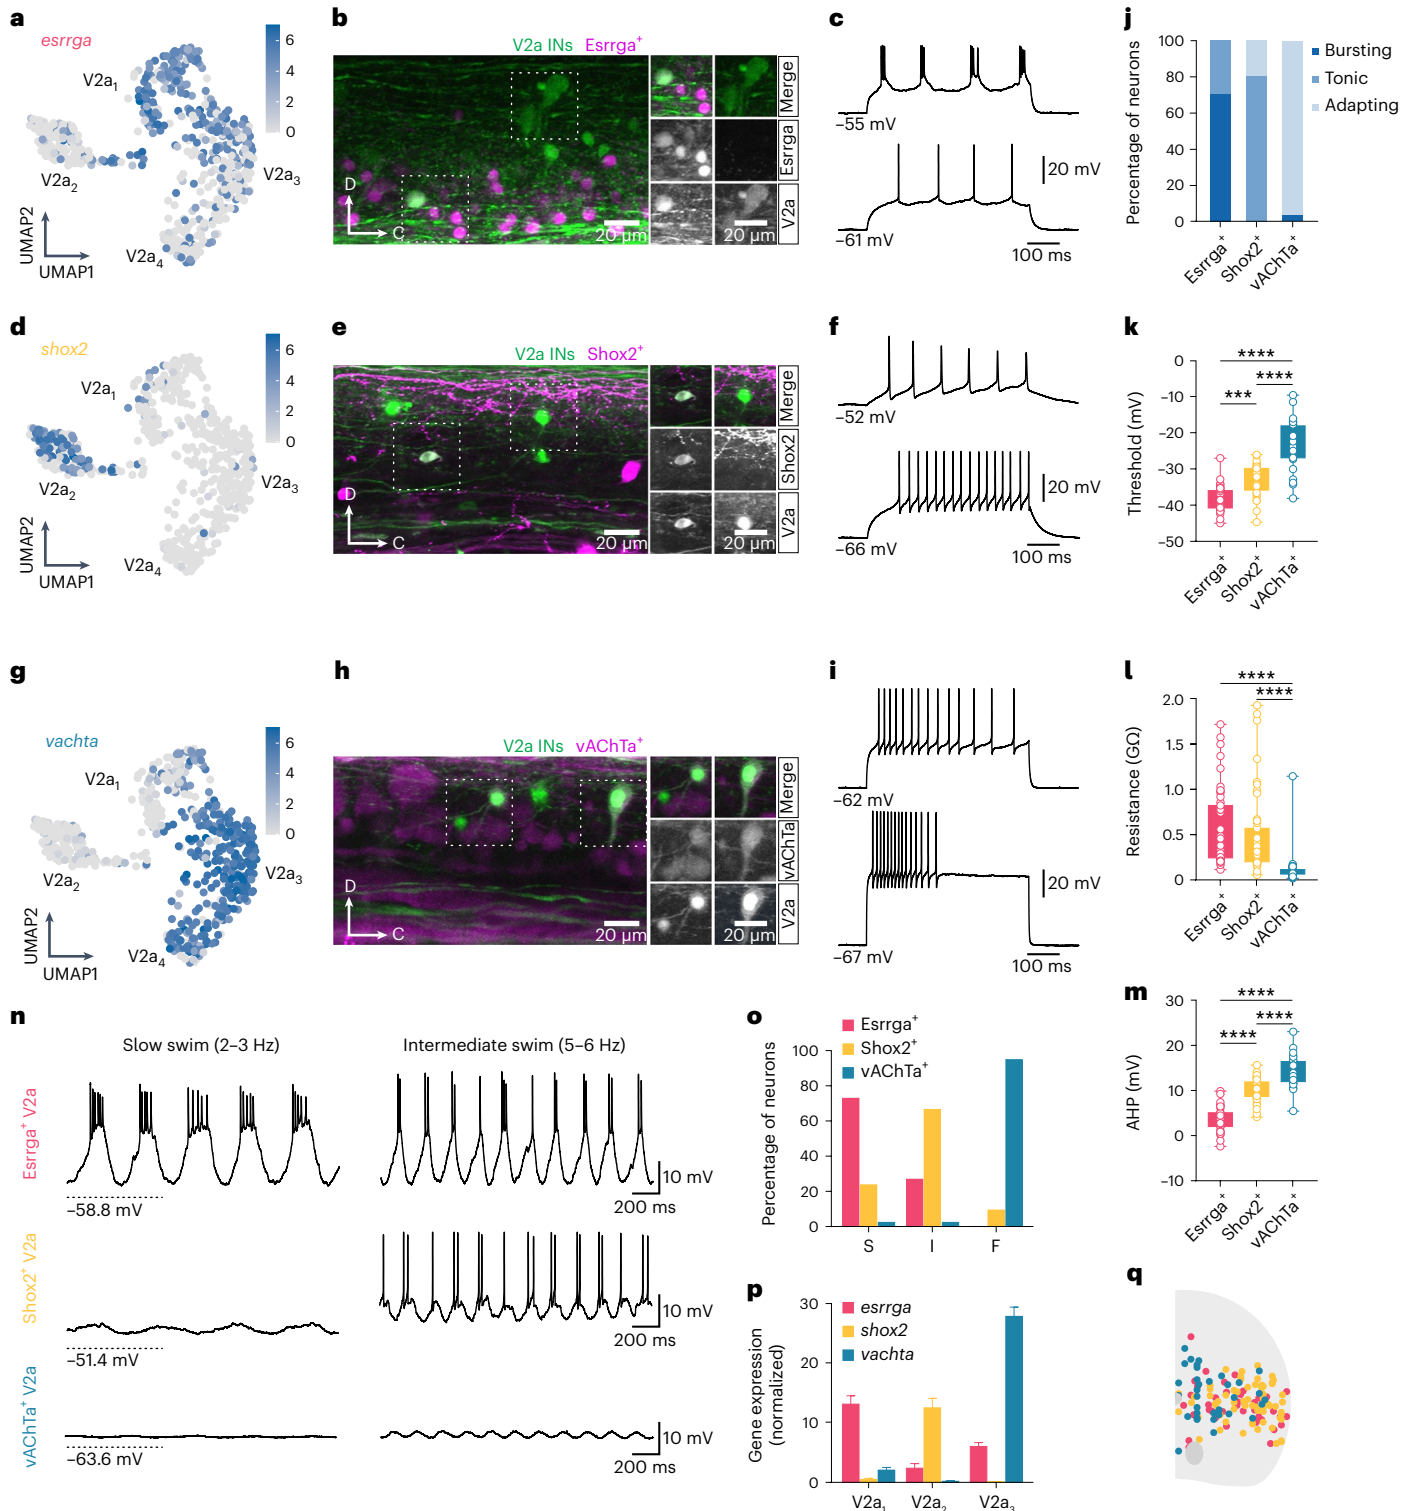 a
esrrga
V2a1
V2a2
V2a3
V2a4
UMAP2
UMAP1
6
4
2
0
b
V2a INs Esrrga+
D
C
20 µm
20 µm
Merge
Esrrga
V2a
c
–55 mV
–61 mV
20 mV
100 ms
j
Percentage of neurons
100
80
60
40
20
0
Esrrga+
Shox2+
vAChTa+
Bursting
Tonic
Adapting
d
shox2
V2a1
V2a2
V2a3
V2a4
UMAP2
UMAP1
6
4
2
0
e
V2a INs Shox2+
D
C
20 µm
20 µm
Merge
Shox2
V2a
f
–52 mV
–66 mV
20 mV
100 ms
k
Threshold (mV)
0
–10
–20
–30
–40
–50
****
****
***
Esrrga+
Shox2+
vAChTa+
g
vachta
V2a1
V2a2
V2a3
V2a4
UMAP2
UMAP1
6
4
2
0
h
V2a INs vAChTa+
D
C
20 µm
20 µm
Merge
vAChTa
V2a
i
–62 mV
–67 mV
20 mV
100 ms
l
Resistance (GΩ)
2.0
1.5
1.0
0.5
0
****
****
Esrrga+
Shox2+
vAChTa+
m
AHP (mV)
30
20
10
0
–10
****
****
****
Esrrga+
Shox2+
vAChTa+
n
Slow swim (2–3 Hz)
Intermediate swim (5–6 Hz)
Esrrga+ V2a
–58.8 mV
10 mV
200 ms
Shox2+ V2a
–51.4 mV
10 mV
200 ms
vAChTa+ V2a
–63.6 mV
10 mV
200 ms
o
Esrrga+
Shox2+
vAChTa+
Percentage of neurons
100
80
60
40
20
0
S
I
F
p
esrrga
shox2
vachta
Gene expression
(normalized)
30
20
10
0
V2a1
V2a2
V2a3
q